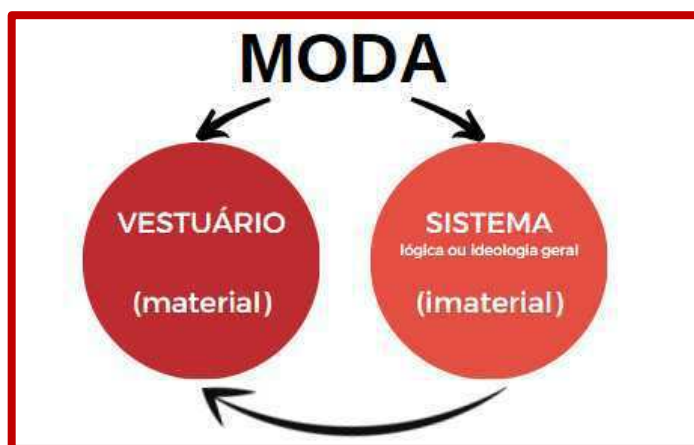 MODA
VESTUÁRIO
(material)
SISTEMA
lógica ou ideologia geral
(imaterial)